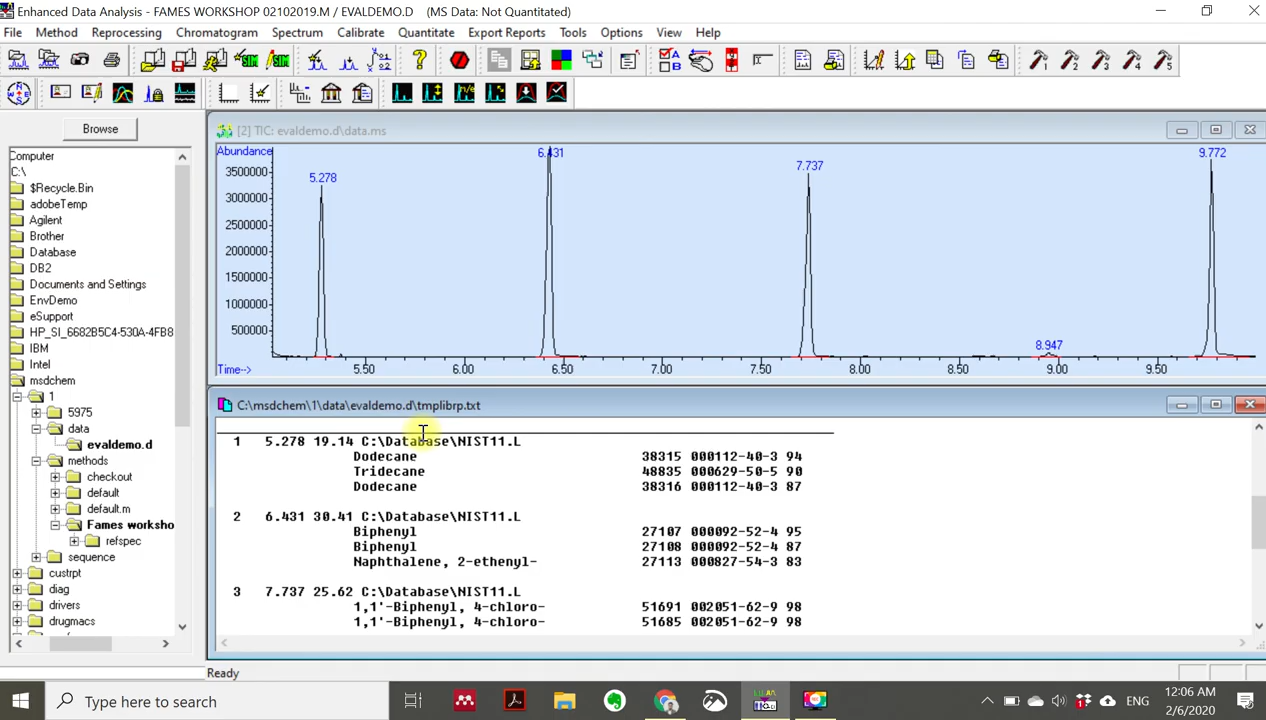 Enhanced Data Analysis - FAMES WORKSHOP 02102019.M / EVALDEMO.D    (MS Data: Not Quantitated)
File Method Reprocessing Chromatogram Spectrum Calibrate Quantitate Export Reports Tools Options View Help
Browse
Computer
C:\
$Recycle.Bin
adobeTemp
Agilent
Brother
Database
DB2
Documents and Settings
EnvDemo
eSupport
HP_SI_6682B5C4-530A-4FB8
IBM
Intel
msdchem
1
5975
data
evaldemo.d
methods
checkout
default
default.m
Fames worksho
refspec
sequence
custrpt
diag
drivers
drugmacs
[2] TIC: evaldemo.d\data.ms
Abundance
3500000
3000000
2500000
2000000
1500000
1000000
500000
5.278
6.431
7.737
8.947
9.772
Time-->
5.50 6.00 6.50 7.00 7.50 8.00 8.50 9.00 9.50
C:\msdchem\1\data\evaldemo.d\tmplibrp.txt
1 5.278 19.14 C:\Database\NIST11.L
Dodecane 38315 000112-40-3 94
Tridecane 48835 000629-50-5 90
Dodecane 38316 000112-40-3 87
2 6.431 30.41 C:\Database\NIST11.L
Biphenyl 27107 000092-52-4 95
Biphenyl 27108 000092-52-4 87
Naphthalene, 2-ethenyl- 27113 000827-54-3 83
3 7.737 25.62 C:\Database\NIST11.L
1,1'-Biphenyl, 4-chloro- 51691 002051-62-9 98
1,1'-Biphenyl, 4-chloro- 51685 002051-62-9 98
Ready
Type here to search
ENG
12:06 AM
2/6/2020